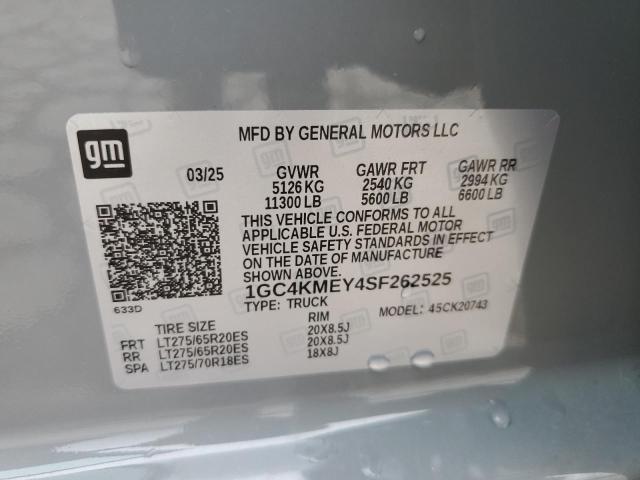 gm
MFD BY GENERAL MOTORS LLC
03/25 GVWR GAWR FRT GAWR RR
5126 KG 2540 KG 2994 KG
11300 LB 5600 LB 6600 LB
THIS VEHICLE CONFORMS TO ALL
APPLICABLE U.S. FEDERAL MOTOR
VEHICLE SAFETY STANDARDS IN EFFECT
ON THE DATE OF MANUFACTURE
SHOWN ABOVE.
1GC4KMEY4SF262525
633D
TYPE: TRUCK MODEL: 45CK20743
TIRE SIZE RIM
FRT LT275/65R20ES 20X8.5J
RR LT275/65R20ES 20X8.5J
SPA LT275/70R18ES 18X8J